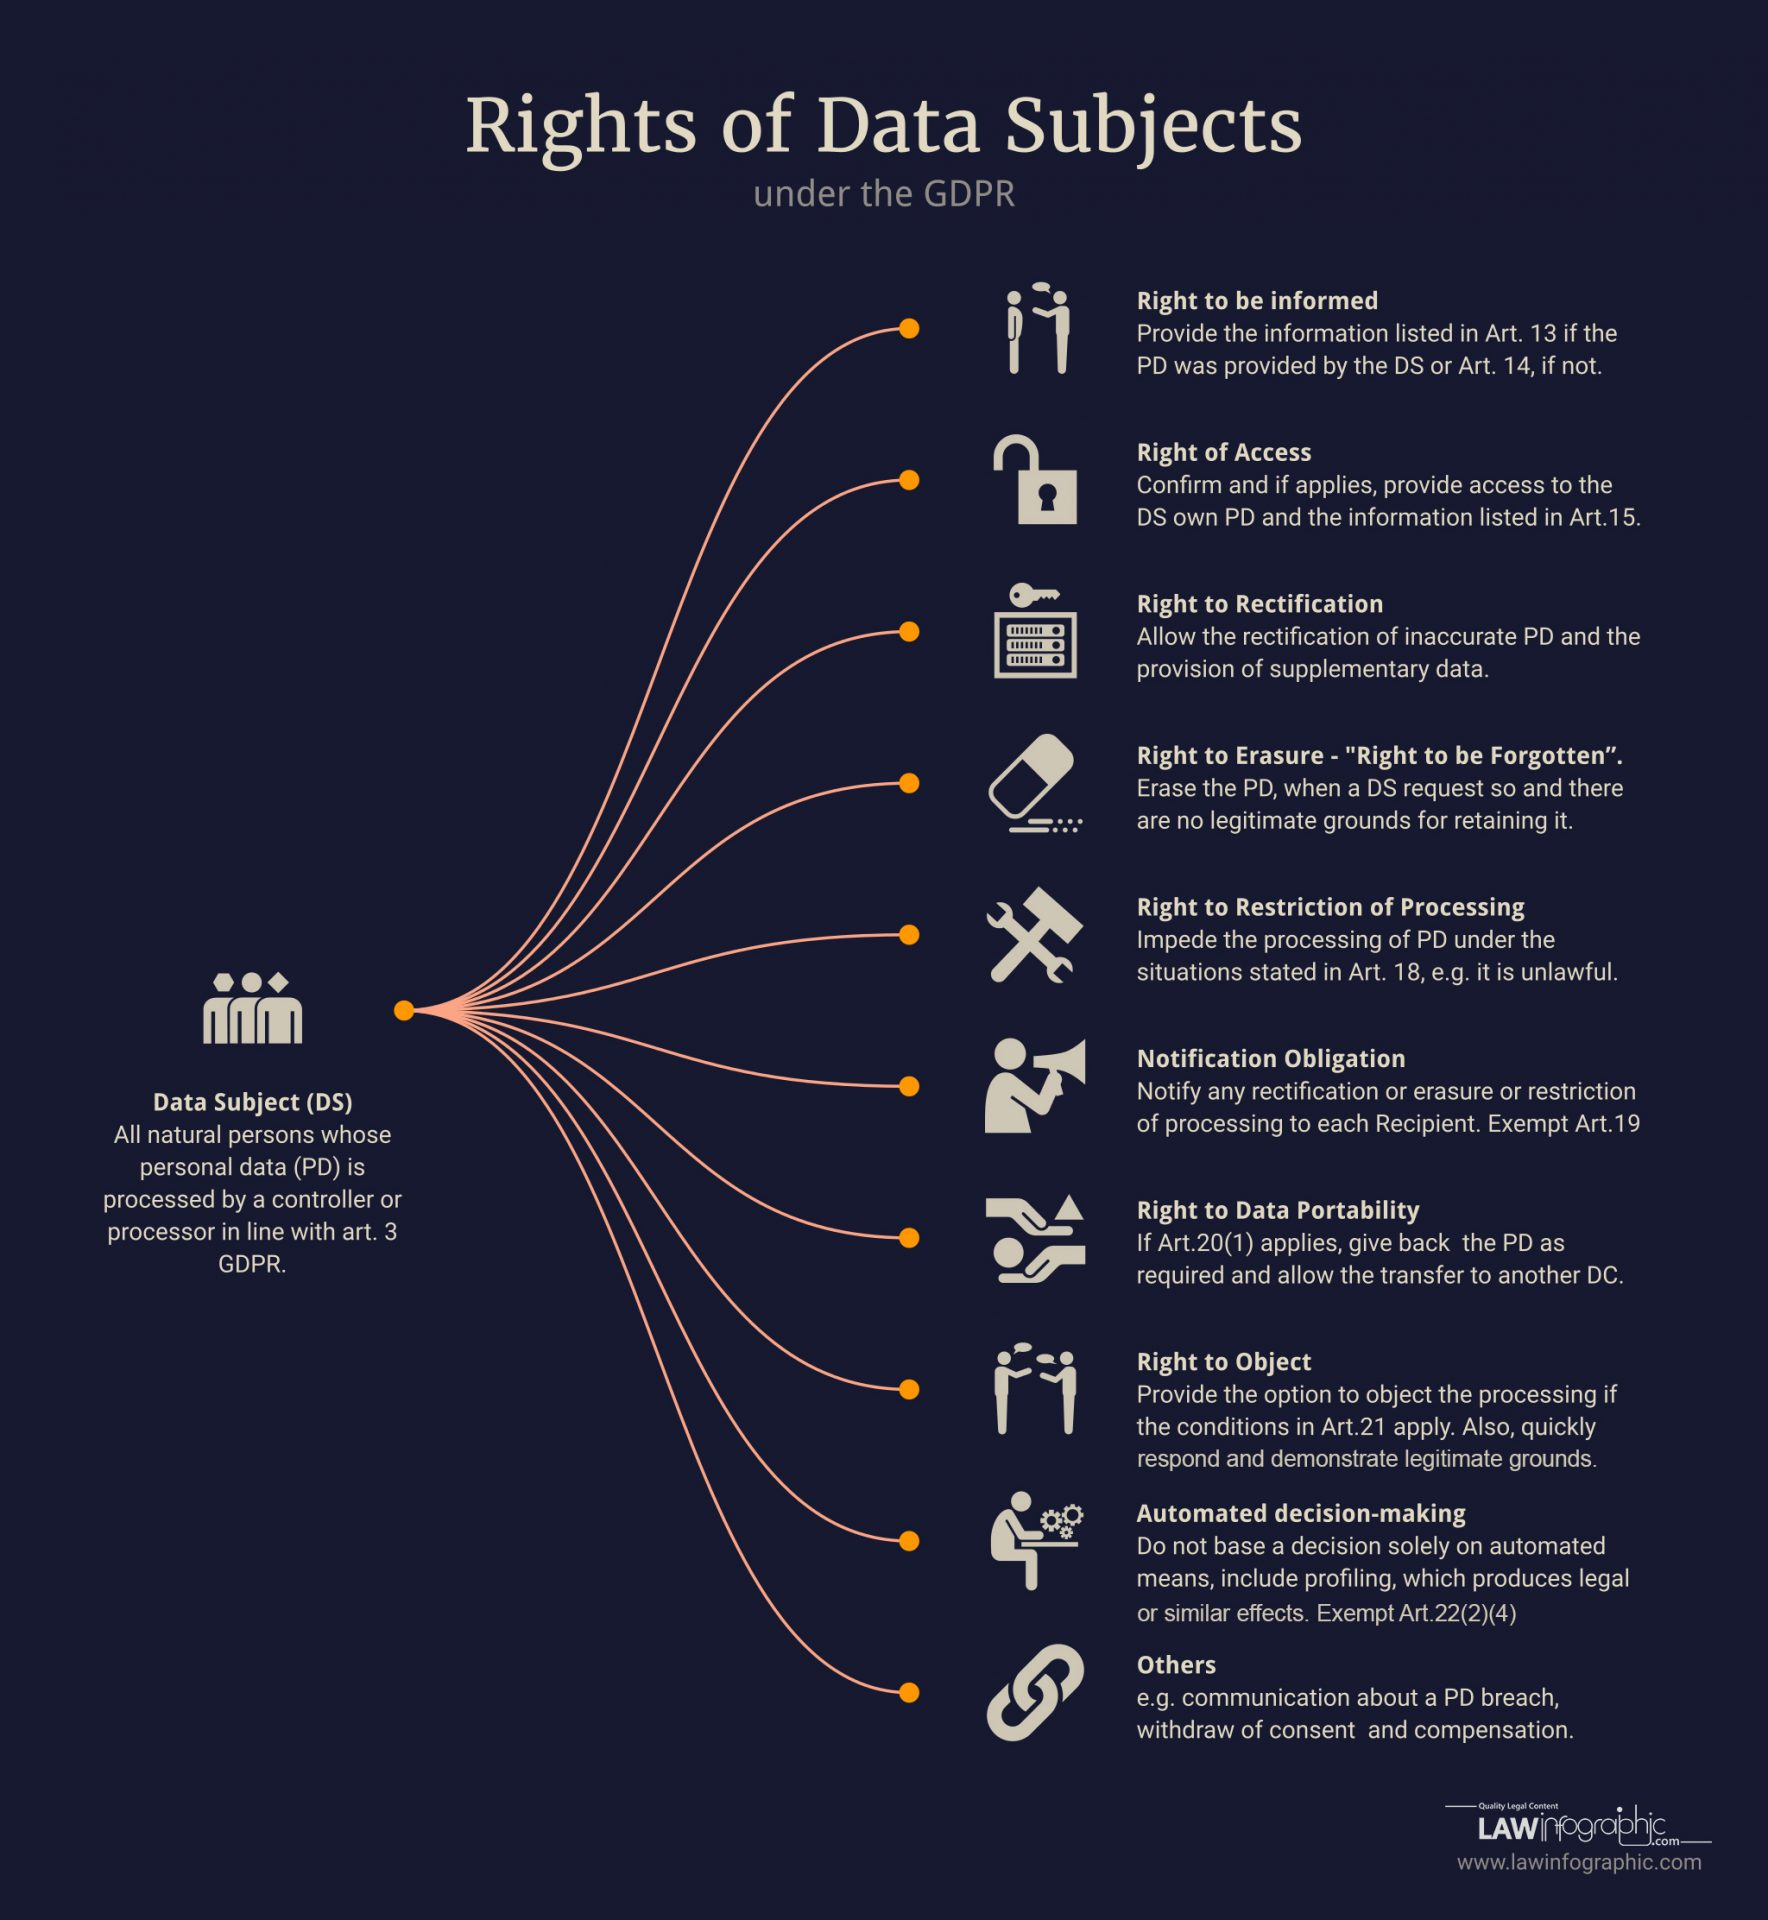 Rights of Data Subjects
under the GDPR
Right to be informed
Provide the information listed in Art. 13 if the
PD was provided by the DS or Art. 14, if not.
Right of Access
Confirm and if applies, provide access to the
DS own PD and the information listed in Art.15.
Right to Rectification
Allow the rectification of inaccurate PD and the
provision of supplementary data.
Right to Erasure - "Right to be Forgotten”.
Erase the PD, when a DS request so and there
are no legitimate grounds for retaining it.
Right to Restriction of Processing
Impede the processing of PD under the
situations stated in Art. 18, e.g. it is unlawful.
Notification Obligation
Notify any rectification or erasure or restriction
of processing to each Recipient. Exempt Art.19
Data Subject (DS)
All natural persons whose
personal data (PD) is
processed by a controller or
processor in line with art. 3
GDPR.
Right to Data Portability
If Art.20(1) applies, give back  the PD as
required and allow the transfer to another DC.
Right to Object
Provide the option to object the processing if
the conditions in Art.21 apply. Also, quickly
respond and demonstrate legitimate grounds.
Automated decision-making
Do not base a decision solely on automated
means, include profiling, which produces legal
or similar effects. Exempt Art.22(2)(4)
Others
e.g. communication about a PD breach,
withdraw of consent  and compensation.
Quality Legal Content
LAWinfographic
.com
www.lawinfographic.com